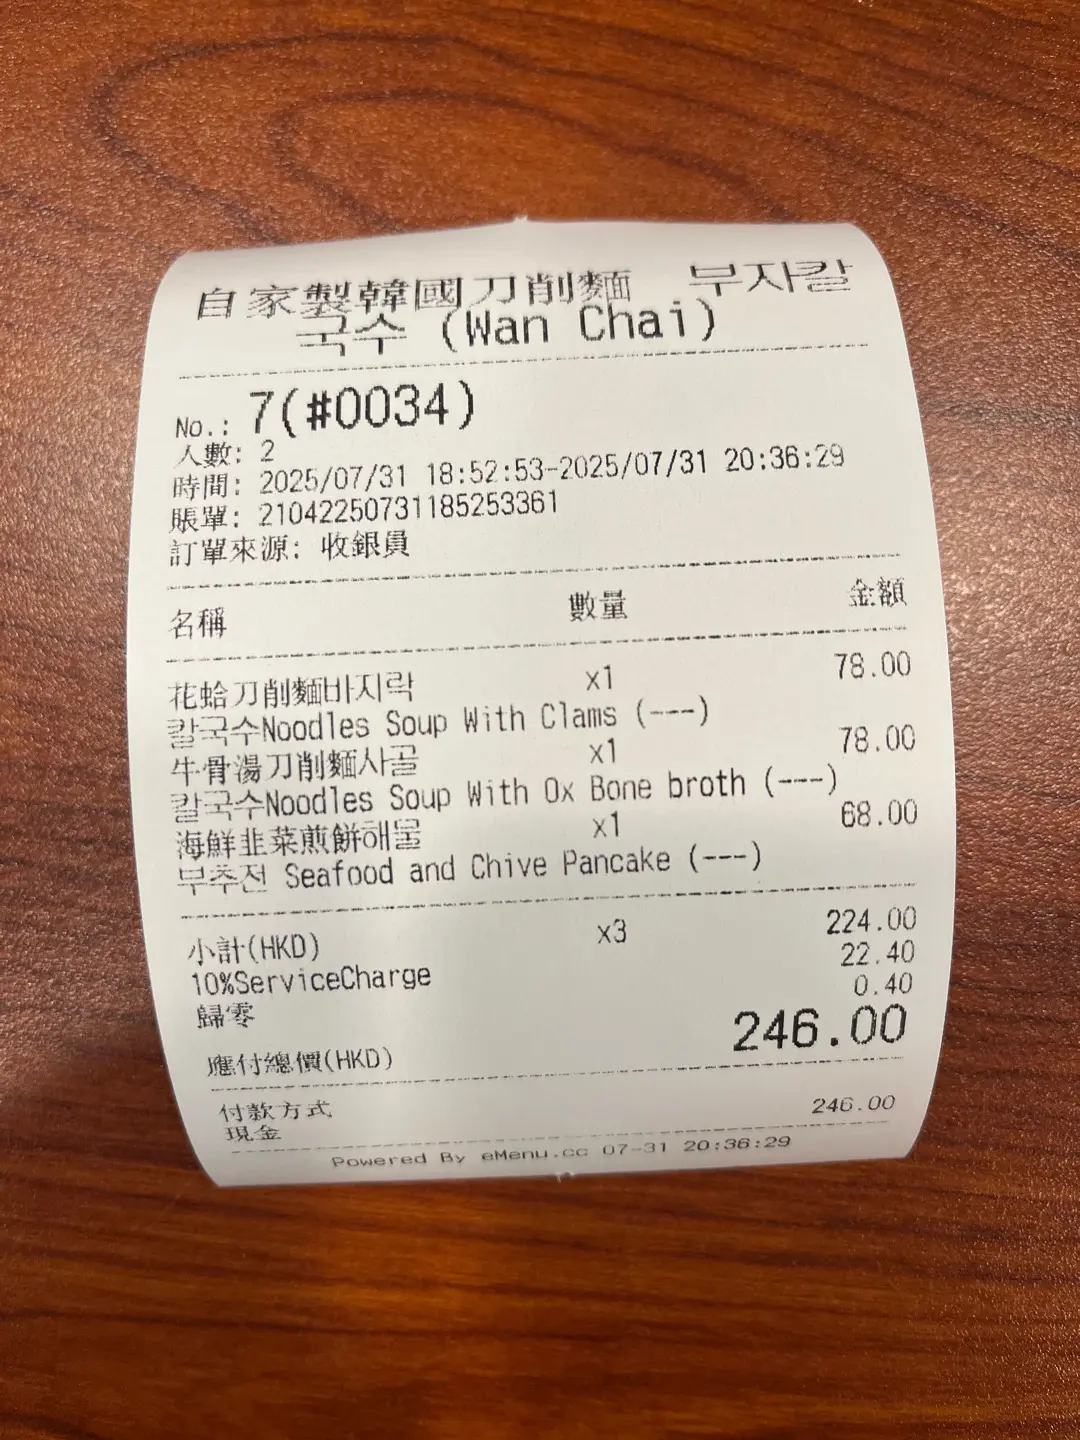 自家製韓國刀削麵 부자칼
국수 (Wan Chai)
No.: 7(#0034)
人數: 2
時間: 2025/07/31 18:52:53-2025/07/31 20:36:29
賬單: 210422507311852533​61
訂單來源: 收銀員
名稱 數量 金額
花蛤刀削麵바지락 x1 78.00
칼국수Noodles Soup With Clams (---)
牛骨湯刀削麵사골 x1 78.00
칼국수Noodles Soup With Ox Bone broth (---)
海鮮韭菜煎餅해물 x1 68.00
부추전 Seafood and Chive Pancake (---)
小計(HKD) x3 224.00
10%ServiceCharge 22.40
歸零 0.40
應付總價(HKD) 246.00
付款方式
現金 246.00
Powered By eMenu.cc 07-31 20:36:29